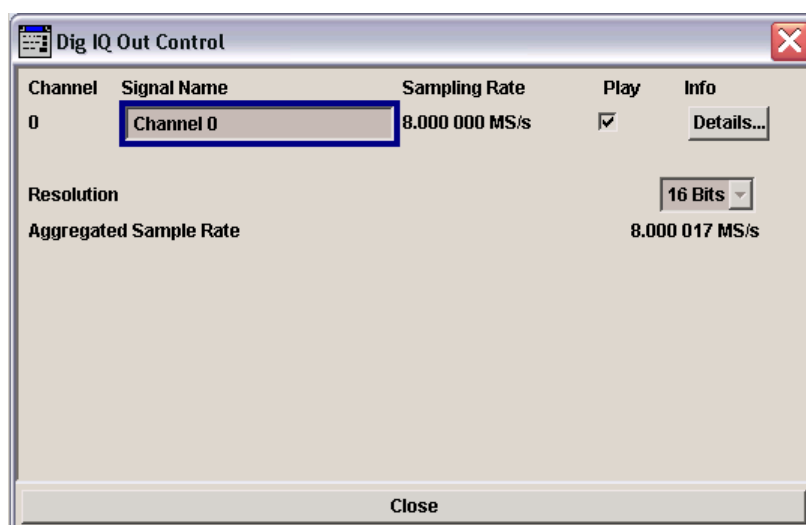 Dig IQ Out Control
Channel Signal Name Sampling Rate Play Info
0 Channel 0 8.000 000 MS/s Details...
Resolution 16 Bits
Aggregated Sample Rate 8.000 017 MS/s
Close